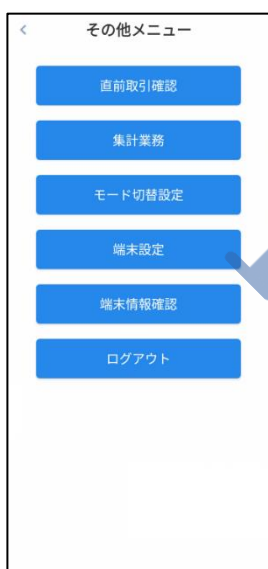 その他メニュー
直前取引確認
集計業務
モード切替設定
端末設定
端末情報確認
ログアウト